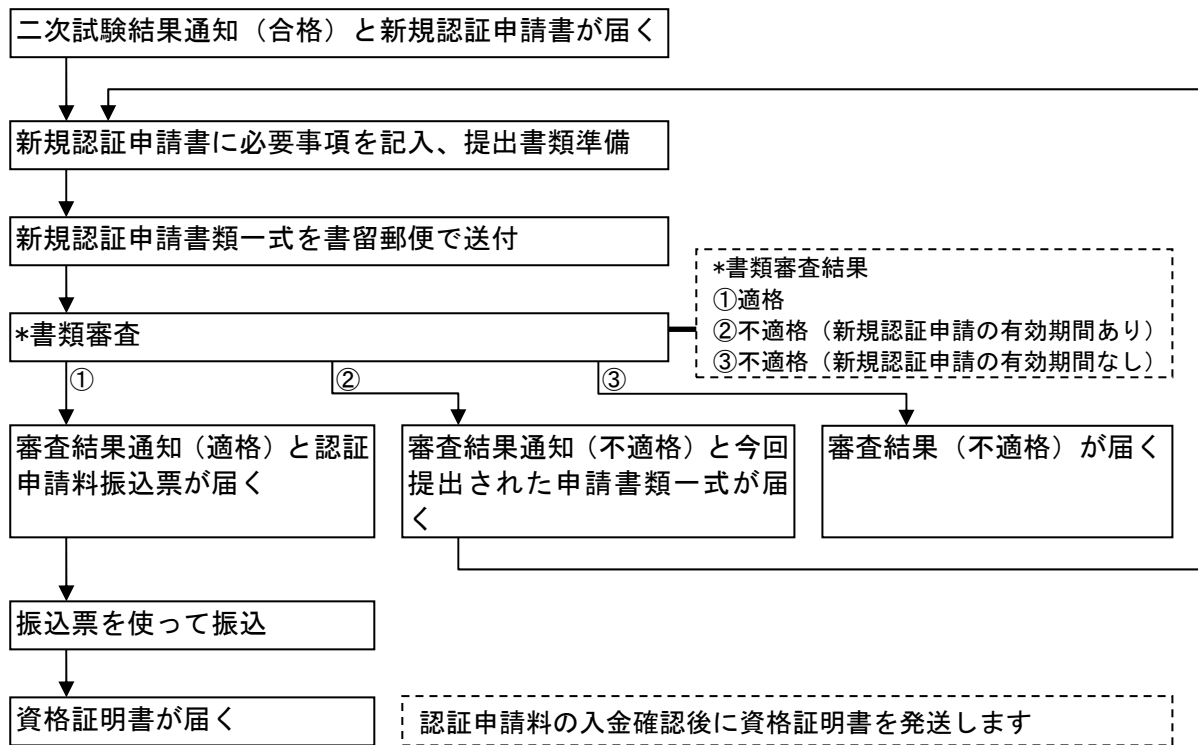 二次試験結果通知（合格）と新規認証申請書が届く
新規認証申請書に必要事項を記入、提出書類準備
新規認証申請書類一式を書留郵便で送付
*書類審査結果
①適格
②不適格（新規認証申請の有効期間あり）
③不適格（新規認証申請の有効期間なし）
*書類審査
①
②
③
審査結果通知（適格）と認証
申請料振込票が届く
審査結果通知（不適格）と今回
提出された申請書類一式が届
く
審査結果（不適格）が届く
振込票を使って振込
資格証明書が届く
認証申請料の入金確認後に資格証明書を発送します